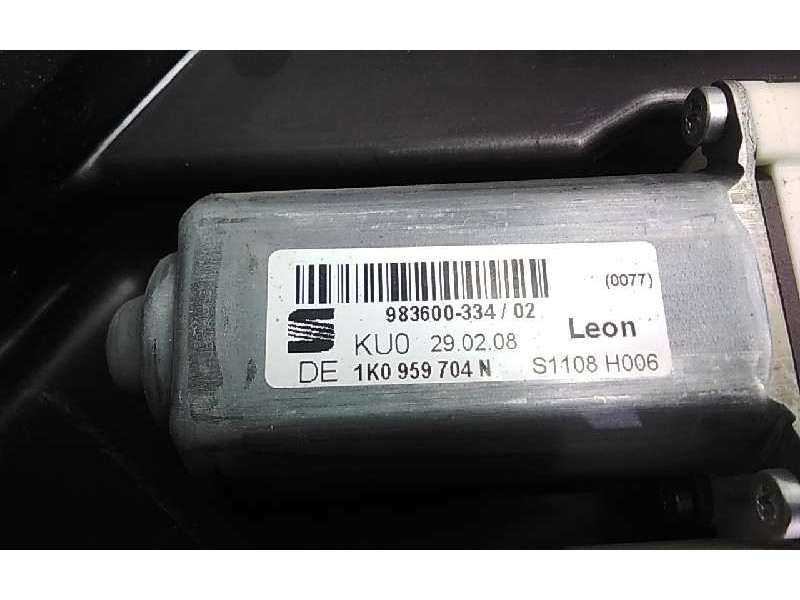 (0077)
983600-334 / 02
KU0 29.02.08 Leon
DE 1K0 959 704 N S1108 H006